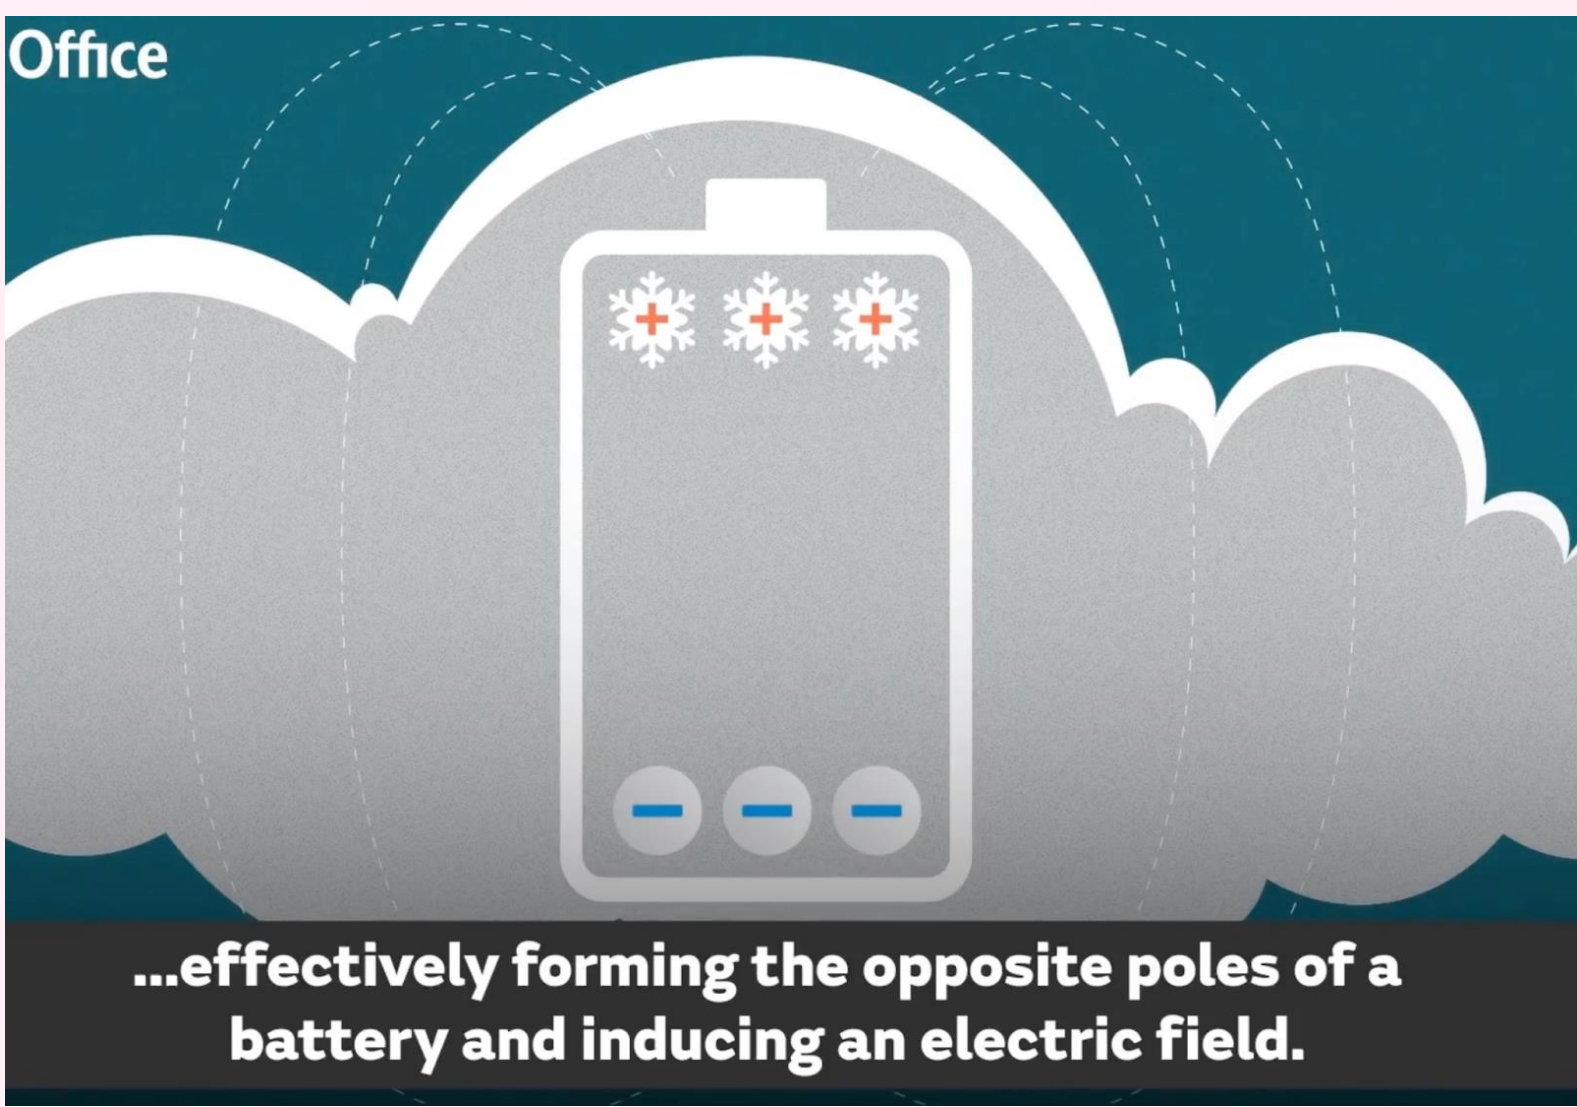 Office
+ + +
- - -
...effectively forming the opposite poles of a
battery and inducing an electric field.